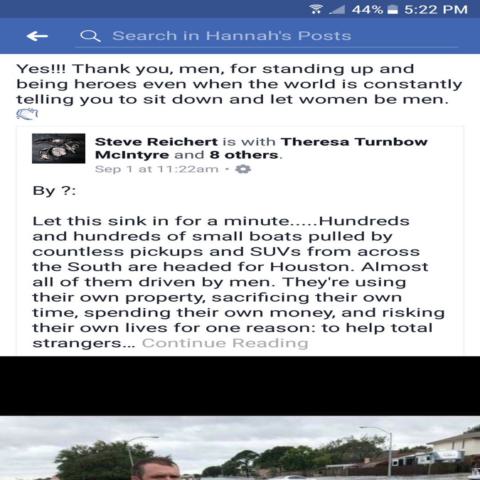 44% 5:22 PM
Search in Hannah's Posts
Yes!!! Thank you, men, for standing up and
being heroes even when the world is constantly
telling you to sit down and let women be men.
Steve Reichert is with Theresa Turnbow
McIntyre and 8 others.
Sep 1 at 11:22am ·
By ?:
Let this sink in for a minute.....Hundreds
and hundreds of small boats pulled by
countless pickups and SUVs from across
the South are headed for Houston. Almost
all of them driven by men. They're using
their own property, sacrificing their own
time, spending their own money, and risking
their own lives for one reason: to help total
strangers... Continue Reading